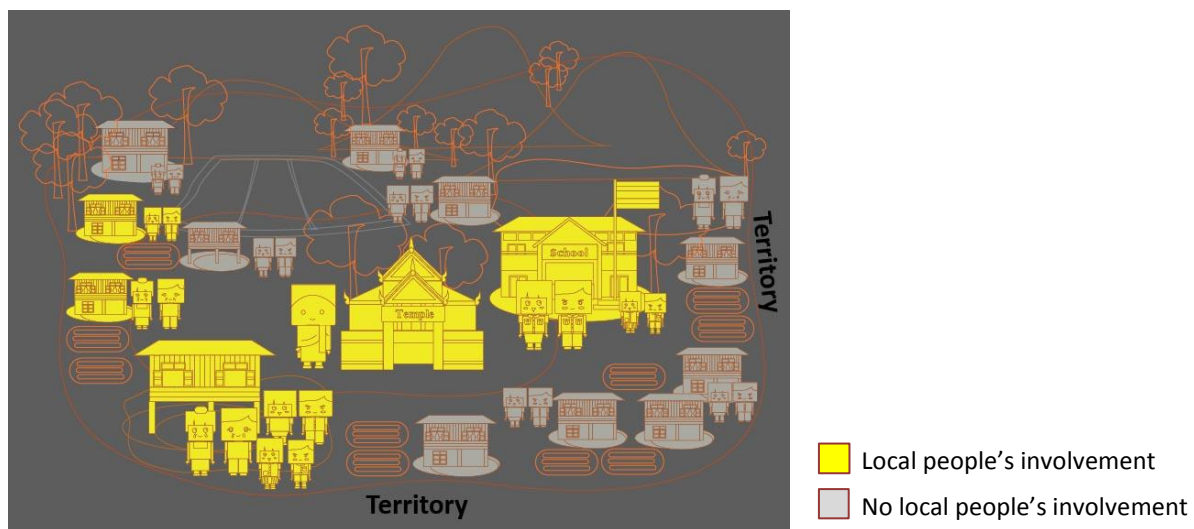 School
Temple
Territory
Territory
Local people's involvement
No local people's involvement